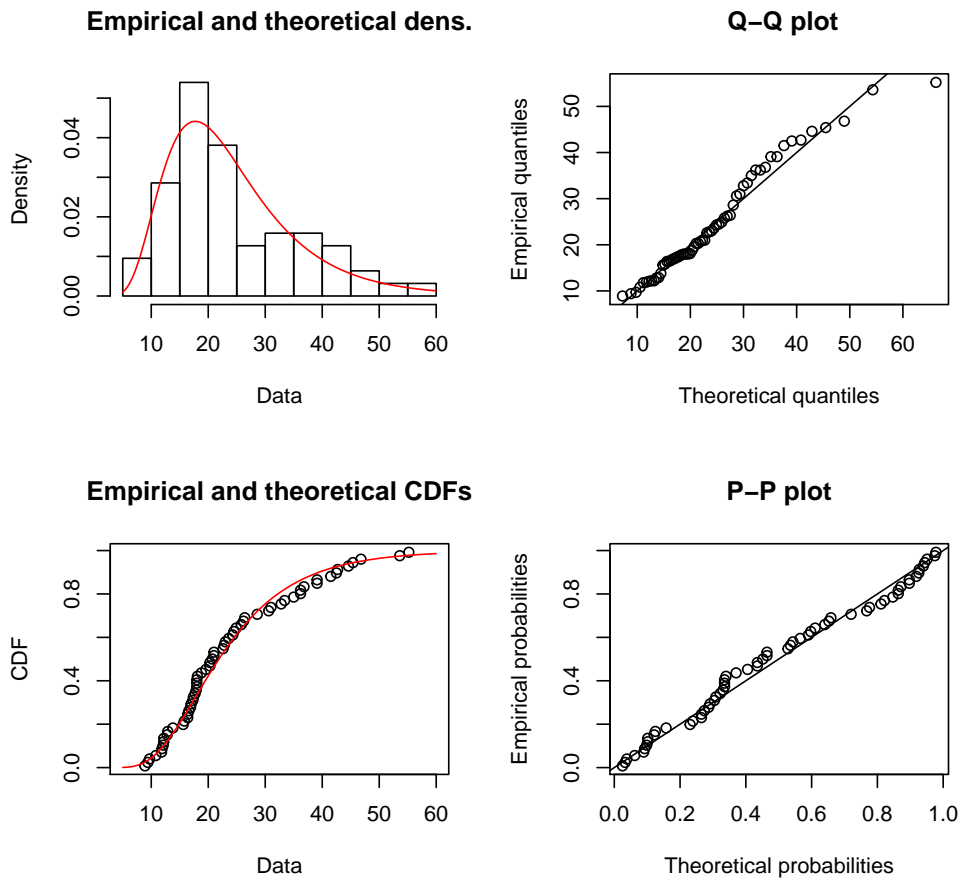 Empirical and theoretical dens.
Density
0.00 0.02 0.04
10 20 30 40 50 60
Data
Q−Q plot
Empirical quantiles
10 20 30 40 50
10 20 30 40 50 60
Theoretical quantiles
Empirical and theoretical CDFs
CDF
0.0 0.4 0.8
10 20 30 40 50 60
Data
P−P plot
Empirical probabilities
0.0 0.4 0.8
0.0 0.2 0.4 0.6 0.8 1.0
Theoretical probabilities